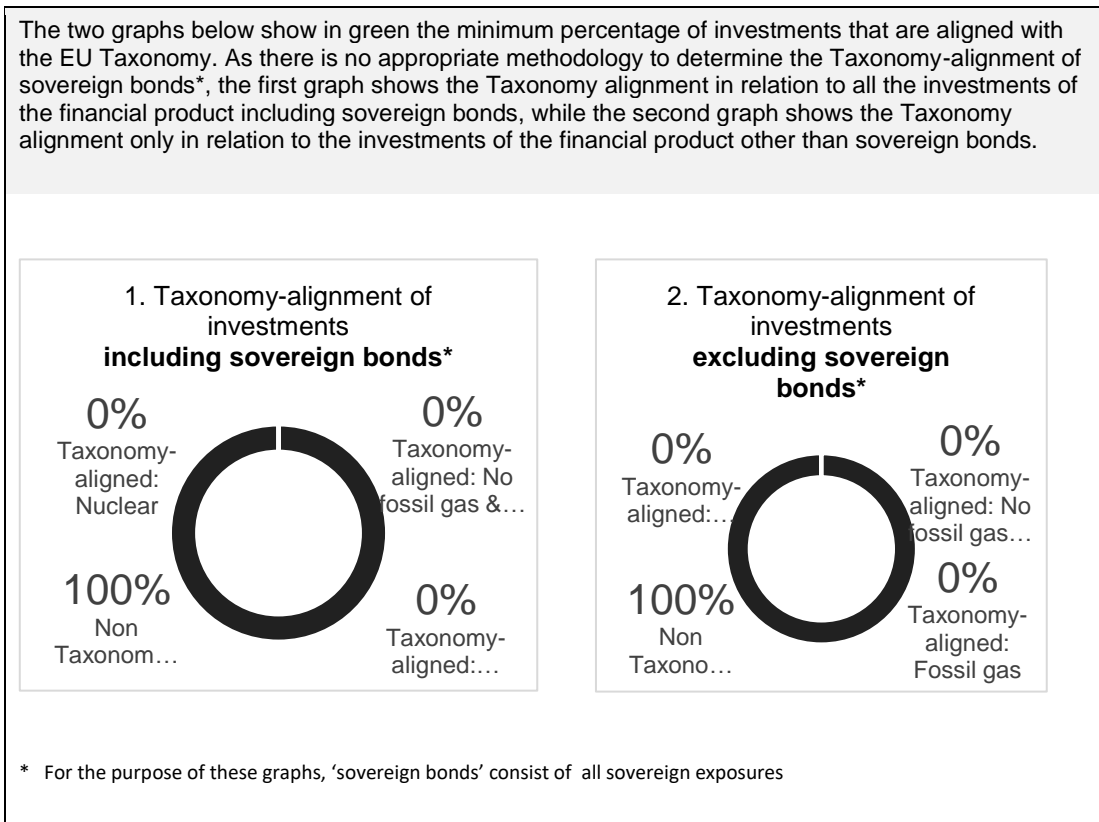 The two graphs below show in green the minimum percentage of investments that are aligned with
the EU Taxonomy. As there is no appropriate methodology to determine the Taxonomy-alignment of
sovereign bonds*, the first graph shows the Taxonomy alignment in relation to all the investments of
the financial product including sovereign bonds, while the second graph shows the Taxonomy
alignment only in relation to the investments of the financial product other than sovereign bonds.
1. Taxonomy-alignment of
investments
including sovereign bonds*
0%
Taxonomy-
aligned:
Nuclear
0%
Taxonomy-
aligned: No
fossil gas &…
100%
Non
Taxonom…
0%
Taxonomy-
aligned:…
2. Taxonomy-alignment of
investments
excluding sovereign
bonds*
0%
Taxonomy-
aligned:…
0%
Taxonomy-
aligned: No
fossil gas…
100%
Non
Taxono…
0%
Taxonomy-
aligned:
Fossil gas
* For the purpose of these graphs, ‘sovereign bonds’ consist of all sovereign exposures